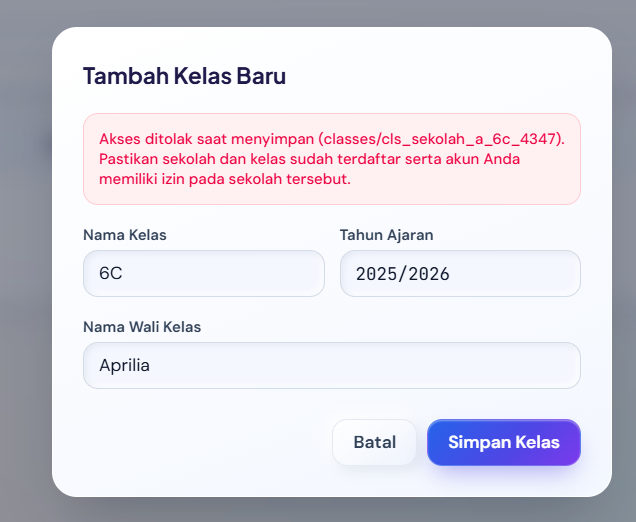 Tambah Kelas Baru
Akses ditolak saat menyimpan (classes/cls_sekolah_a_6c_4347).
Pastikan sekolah dan kelas sudah terdaftar serta akun Anda
memiliki izin pada sekolah tersebut.
Nama Kelas
Tahun Ajaran
6C
2025/2026
Nama Wali Kelas
Aprilia
Batal
Simpan Kelas